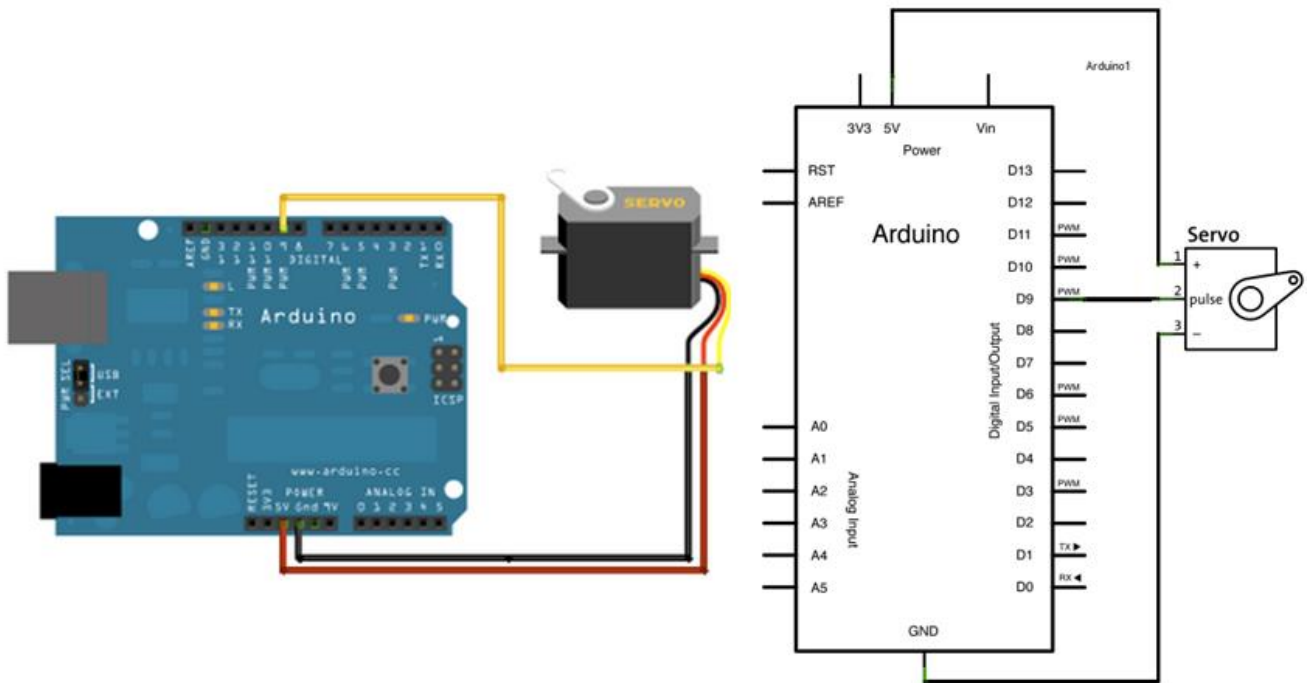 SERVO
AREF
GND
13
12
11
10
9
8
7
6
5
4
3
2
TX 1
RX 0
PWM
PWM
PWM
PWM
PWM
PWM
DIGITAL
L
TX
RX
Arduino
PWR
1
ICSP
PWR SEL
USB
EXT
www.arduino.cc
POWER
ANALOG IN
RESET
3V3
5V
Gnd
9V
0 1 2 3 4 5
Arduino1
3V3 5V Vin
Power
RST
AREF
Arduino
D13
D12
D11 PWM
D10 PWM
D9 PWM
D8
D7
D6 PWM
D5 PWM
D4
D3 PWM
D2
D1 TX ▶
D0 RX ◀
Digital Input/Output
A0
A1
A2
A3
A4
A5
Analog Input
GND
Servo
1 +
2 pulse
3 −